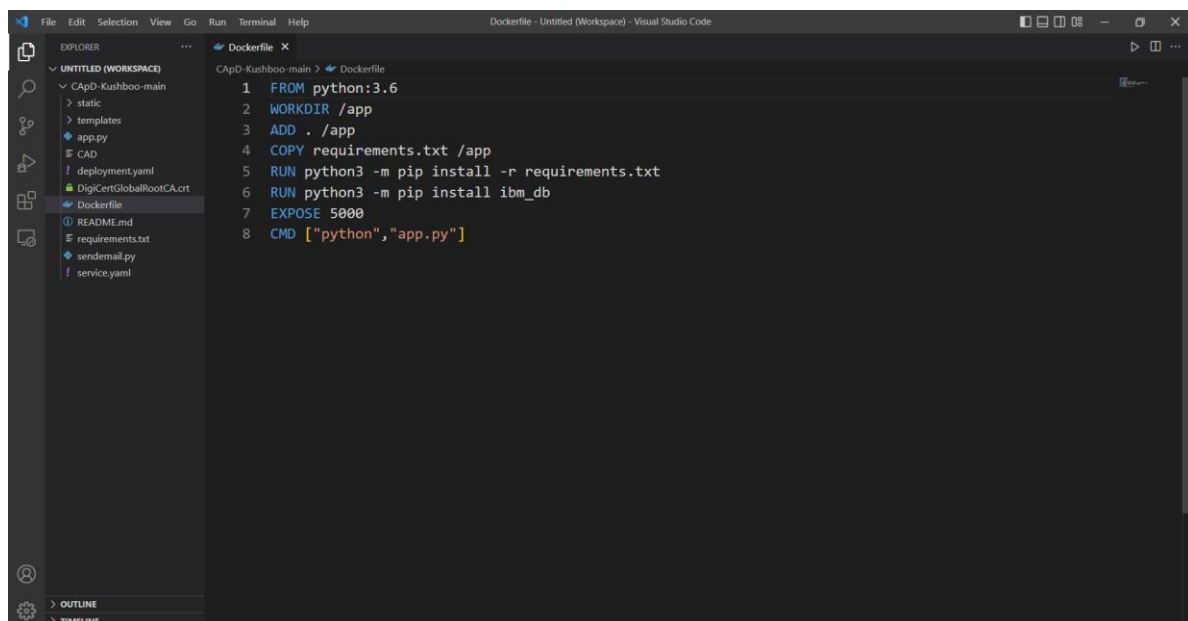 File Edit Selection View Go Run Terminal Help
Dockerfile - Untitled (Workspace) - Visual Studio Code
EXPLORER
Dockerfile
UNTITLED (WORKSPACE)
CApD-Kushboo-main
static
templates
app.py
CAD
deployment.yaml
DigiCertGlobalRootCA.crt
Dockerfile
README.md
requirements.txt
sendemail.py
service.yaml
OUTLINE
TIMELINE
CApD-Kushboo-main > Dockerfile
1 FROM python:3.6
2 WORKDIR /app
3 ADD . /app
4 COPY requirements.txt /app
5 RUN python3 -m pip install -r requirements.txt
6 RUN python3 -m pip install ibm_db
7 EXPOSE 5000
8 CMD ["python","app.py"]